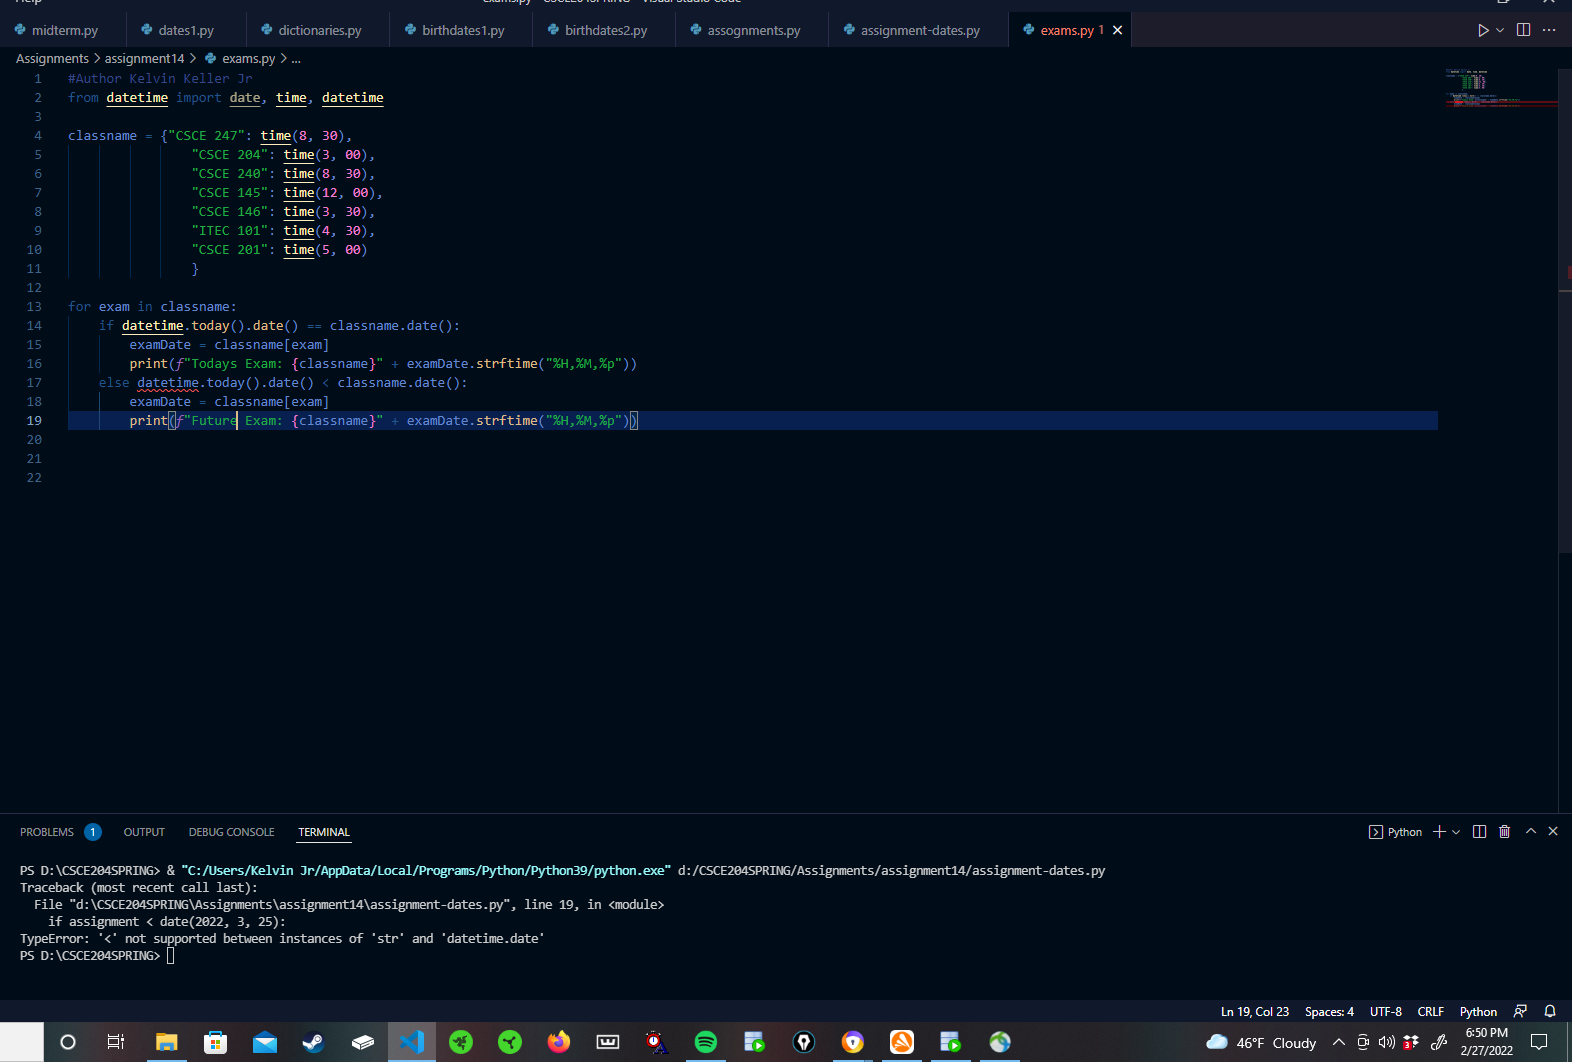 midterm.py dates1.py dictionaries.py birthdates1.py birthdates2.py assognments.py assignment-dates.py exams.py 1
Assignments > assignment14 > exams.py > ...
1 #Author Kelvin Keller Jr
2 from datetime import date, time, datetime
3
4 classname = {"CSCE 247": time(8, 30),
5 "CSCE 204": time(3, 00),
6 "CSCE 240": time(8, 30),
7 "CSCE 145": time(12, 00),
8 "CSCE 146": time(3, 30),
9 "ITEC 101": time(4, 30),
10 "CSCE 201": time(5, 00)
11 }
12
13 for exam in classname:
14 if datetime.today().date() == classname.date():
15 examDate = classname[exam]
16 print(f"Todays Exam: {classname}" + examDate.strftime("%H,%M,%p"))
17 else datetime.today().date() < classname.date():
18 examDate = classname[exam]
19 print(f"Future Exam: {classname}" + examDate.strftime("%H,%M,%p"))
20
21
22
PROBLEMS 1 OUTPUT DEBUG CONSOLE TERMINAL Python
PS D:\CSCE204SPRING> & "C:/Users/Kelvin Jr/AppData/Local/Programs/Python/Python39/python.exe" d:/CSCE204SPRING/Assignments/assignment14/assignment-dates.py
Traceback (most recent call last):
File "d:\CSCE204SPRING\Assignments\assignment14\assignment-dates.py", line 19, in <module>
if assignment < date(2022, 3, 25):
TypeError: '<' not supported between instances of 'str' and 'datetime.date'
PS D:\CSCE204SPRING>
Ln 19, Col 23 Spaces: 4 UTF-8 CRLF Python
46°F Cloudy 3 6:50 PM
2/27/2022